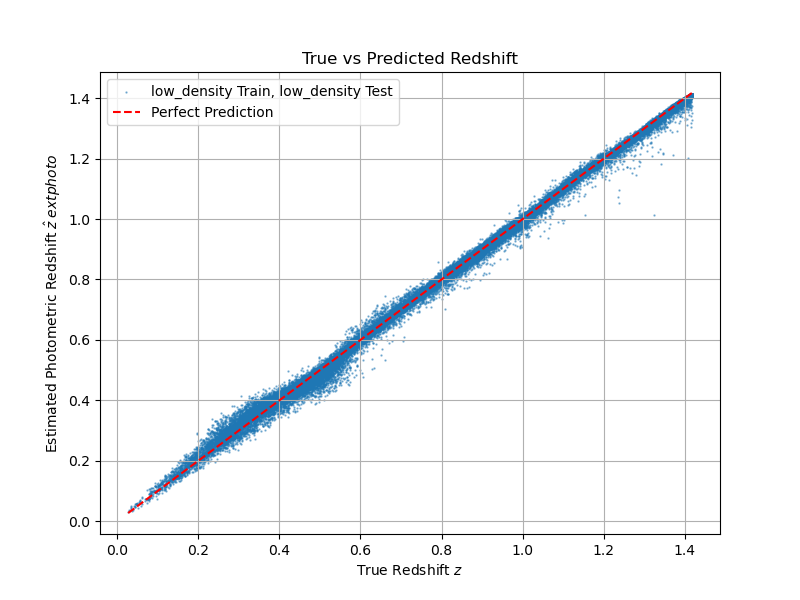 True vs Predicted Redshift
low_density Train, low_density Test
Perfect Prediction
Estimated Photometric Redshift ẑ extphoto
1.4
1.2
1.0
0.8
0.6
0.4
0.2
0.0
0.0 0.2 0.4 0.6 0.8 1.0 1.2 1.4
True Redshift z